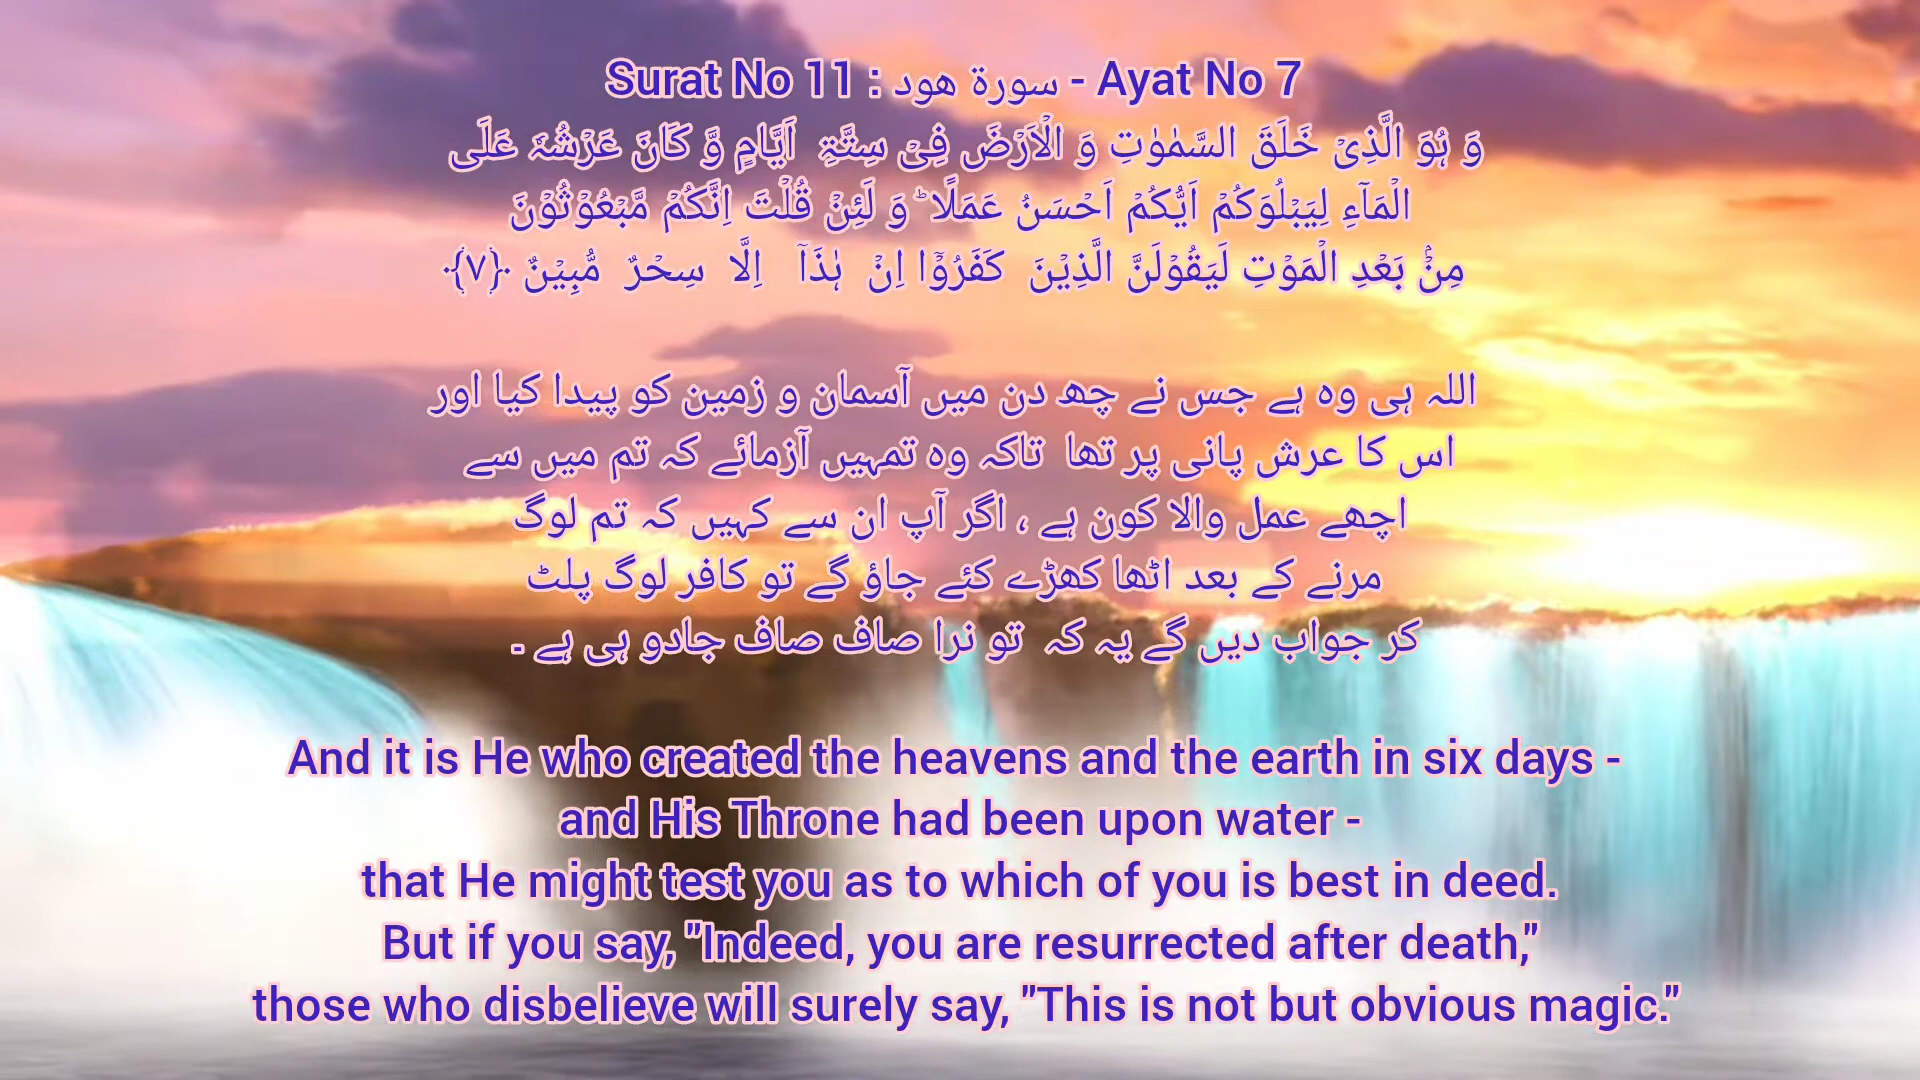 Surat No 11 : سورة هود - Ayat No 7
وَ ہُوَ الَّذِیۡ خَلَقَ السَّمٰوٰتِ وَ الۡاَرۡضَ فِیۡ سِتَّۃِ اَیَّامٍ وَّ کَانَ عَرۡشُہٗ عَلَی
الۡمَآءِ لِیَبۡلُوَکُمۡ اَیُّکُمۡ اَحۡسَنُ عَمَلًا ؕ وَ لَئِنۡ قُلۡتَ اِنَّکُمۡ مَّبۡعُوۡثُوۡنَ
مِنۡۢ بَعۡدِ الۡمَوۡتِ لَیَقُوۡلَنَّ الَّذِیۡنَ کَفَرُوۡۤا اِنۡ ہٰذَاۤ اِلَّا سِحۡرٌ مُّبِیۡنٌ ﴿۷﴾
اللہ ہی وہ ہے جس نے چھ دن میں آسمان و زمین کو پیدا کیا اور
اس کا عرش پانی پر تھا تاکہ وہ تمہیں آزمائے کہ تم میں سے
اچھے عمل والا کون ہے ، اگر آپ ان سے کہیں کہ تم لوگ
مرنے کے بعد اٹھا کھڑے کئے جاؤ گے تو کافر لوگ پلٹ
کر جواب دیں گے یہ کہ تو نرا صاف صاف جادو ہی ہے ۔
And it is He who created the heavens and the earth in six days -
and His Throne had been upon water -
that He might test you as to which of you is best in deed.
But if you say, "Indeed, you are resurrected after death,"
those who disbelieve will surely say, "This is not but obvious magic."